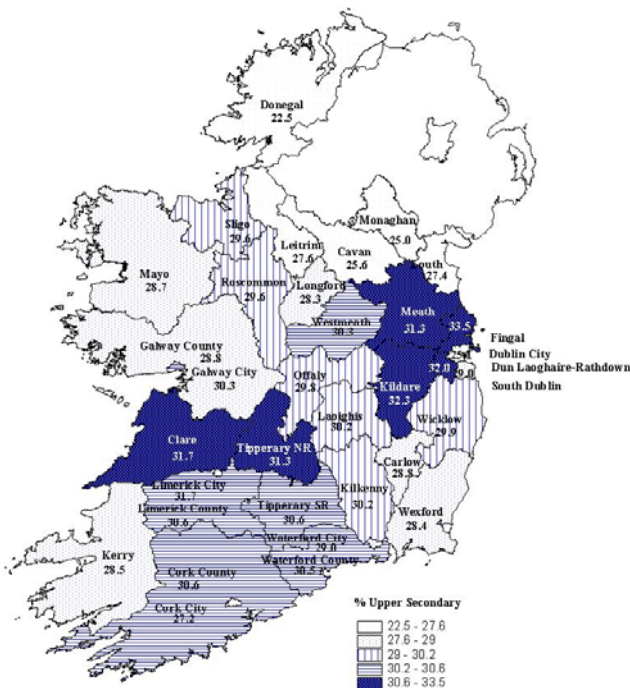 Donegal
22.5
Monaghan
25.0
Sligo
29.6
Leitrim
27.6
Cavan
25.6
Louth
27.4
Mayo
28.7
Roscommon
29.6
Longford
28.3
Meath
31.3
33.5
Westmeath
30.3
Fingal
Galway County
28.8
Dublin City
Dun Laoghaire-Rathdown
32.0
29.0
South Dublin
Galway City
30.3
Offaly
29.8
Kildare
32.3
Laoighis
30.2
Wicklow
29.9
Clare
31.7
Tipperary NR
31.3
Carlow
28.8
Limerick City
31.7
Limerick County
30.6
Tipperary SR
30.6
Kilkenny
30.2
Wexford
28.4
Waterford City
29.0
Waterford County
30.5
Kerry
28.5
Cork County
30.6
Cork City
27.2
% Upper Secondary
22.5 - 27.6
27.6 - 29
29 - 30.2
30.2 - 30.6
30.6 - 33.5